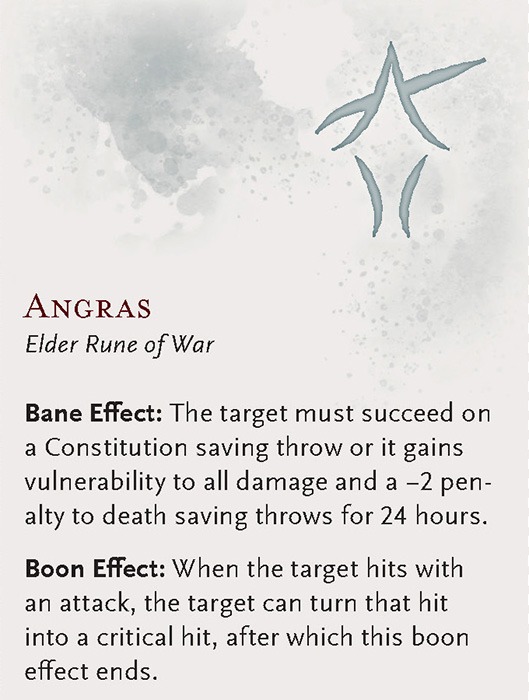 Angras
Elder Rune of War
Bane Effect: The target must succeed on
a Constitution saving throw or it gains
vulnerability to all damage and a –2 pen-
alty to death saving throws for 24 hours.
Boon Effect: When the target hits with
an attack, the target can turn that hit
into a critical hit, after which this boon
effect ends.